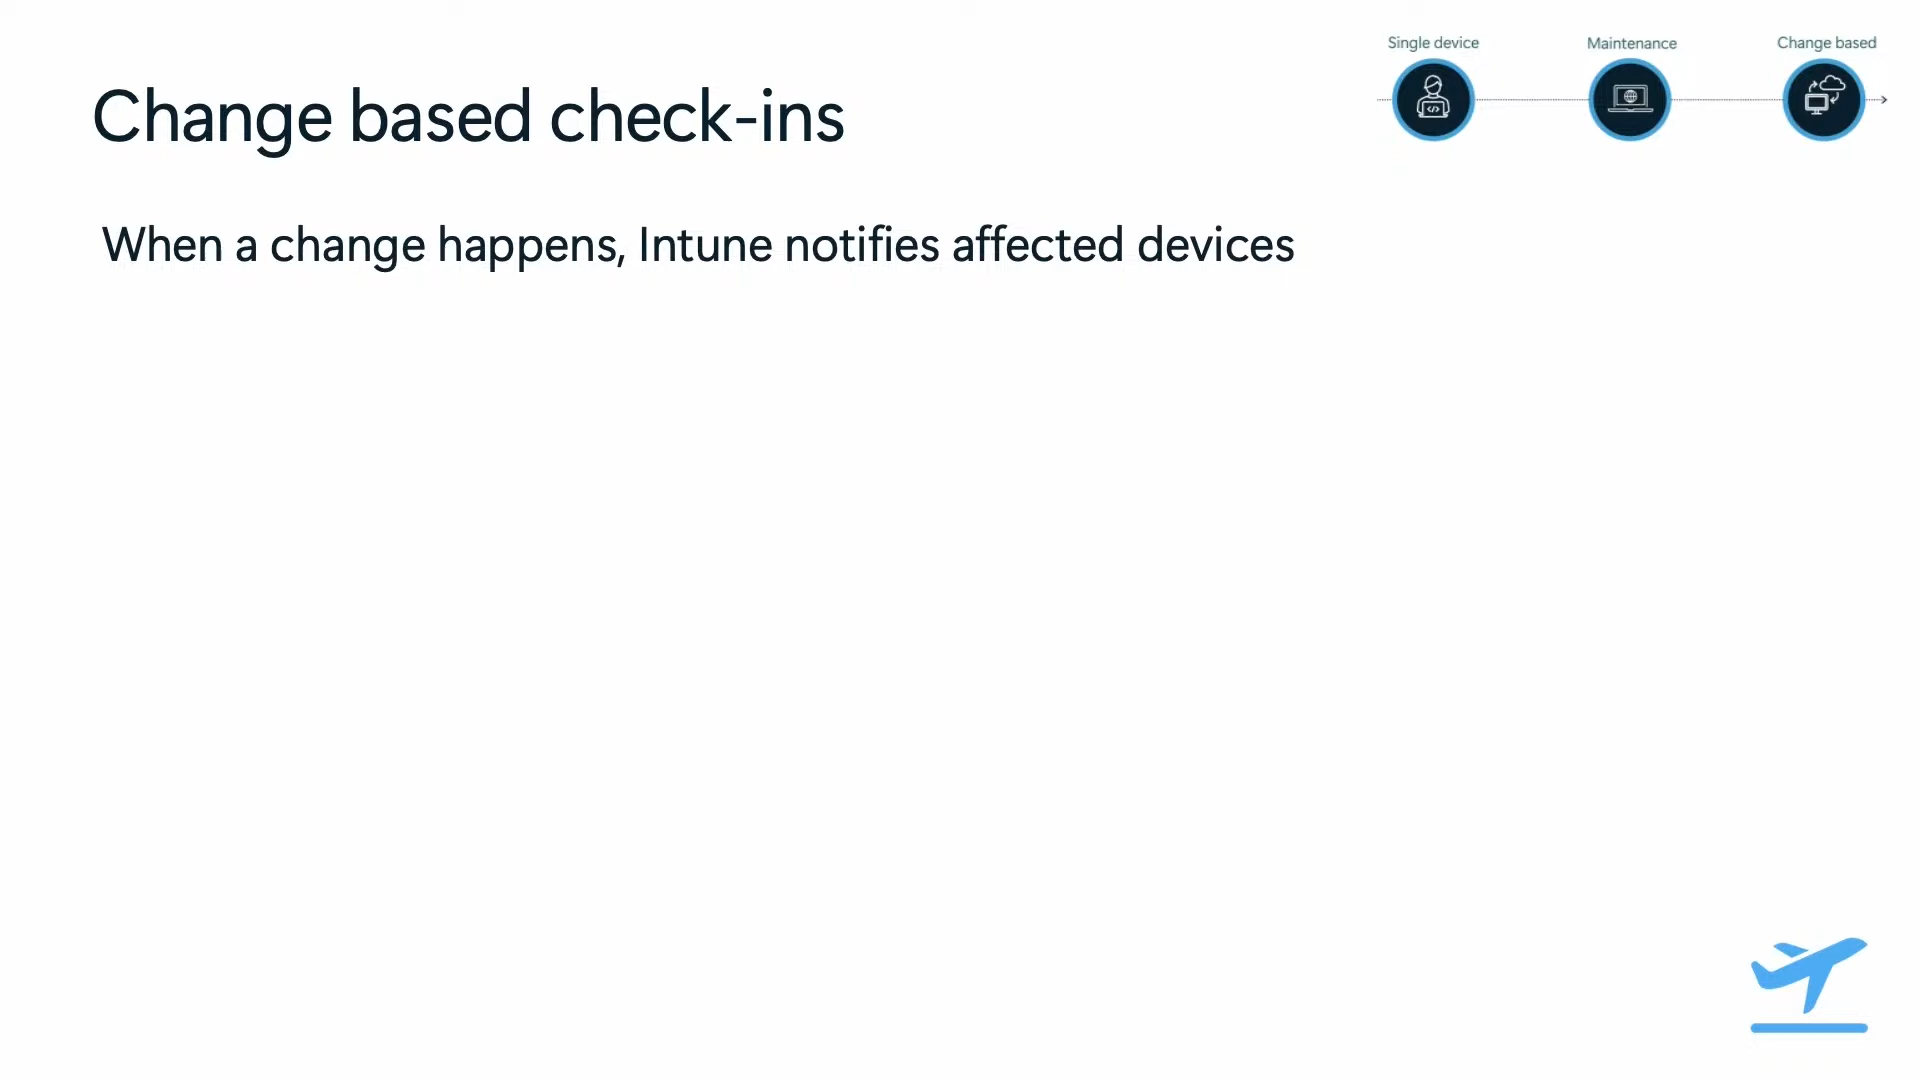 Single device
Maintenance
Change based
Change based check-ins
When a change happens, Intune notifies affected devices